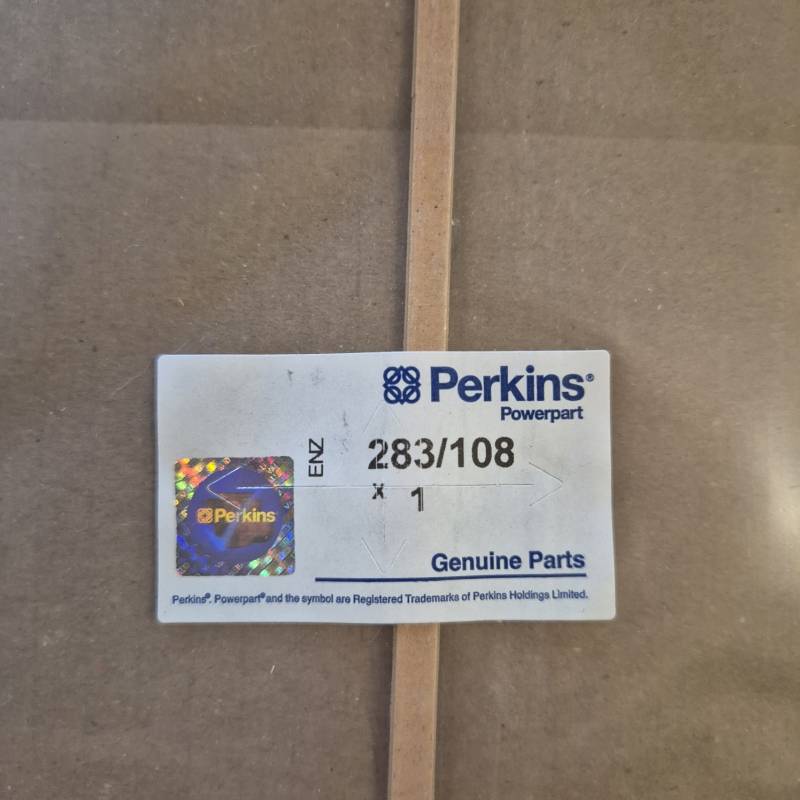 Perkins®
Powerpart
ENZ
283/108
x 1
Perkins
Genuine Parts
Perkins®. Powerpart® and the symbol are Registered Trademarks of Perkins Holdings Limited.